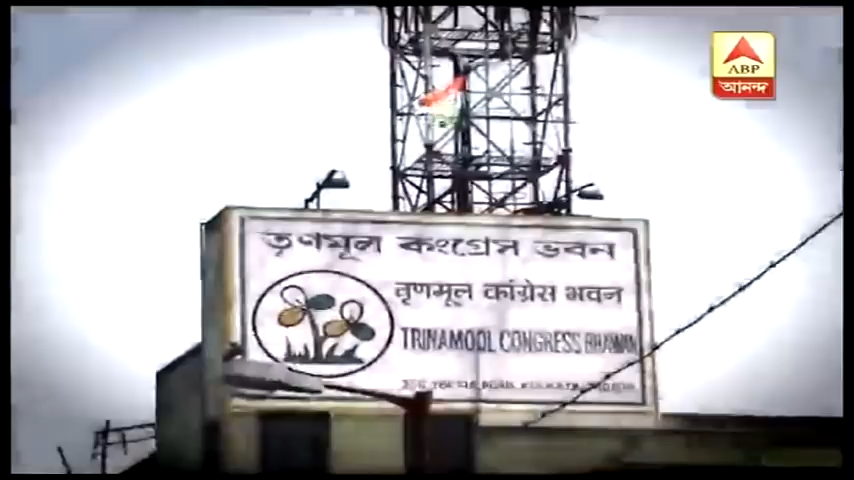 ABP
আনন্দ
তৃণমূল কংগ্রেস ভবন
तृणमूल कांग्रेस भवन
TRINAMOOL CONGRESS BHAWAN